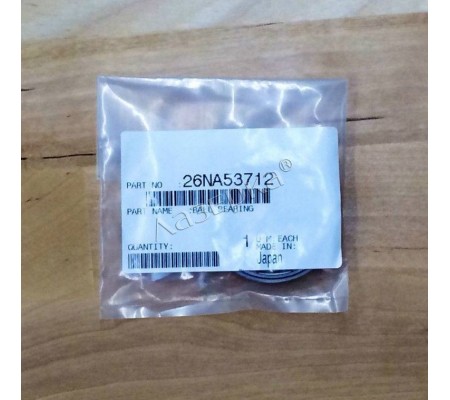 PART NO :26NA53712
PART NAME :BALL BEARING
QUANTITY: 1 U/M EACH
MADE IN:
Japan